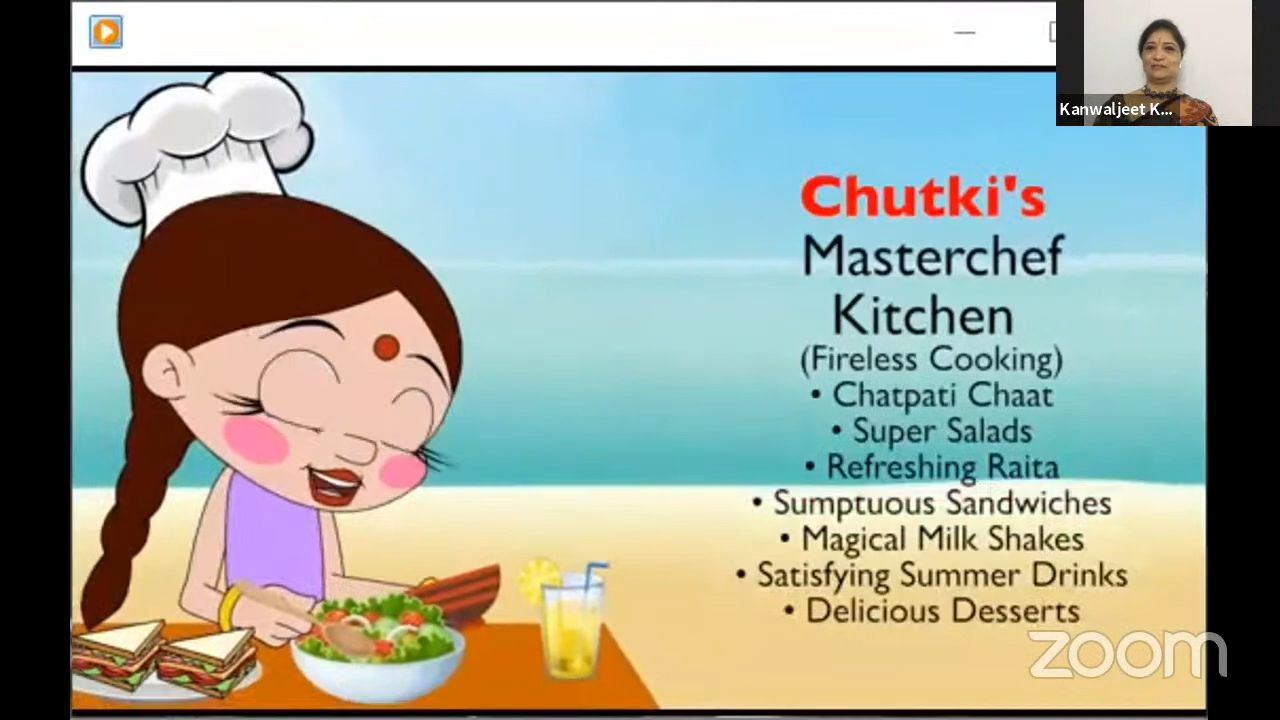 Kanwaljeet K...
Chutki's
Masterchef
Kitchen
(Fireless Cooking)
• Chatpati Chaat
• Super Salads
• Refreshing Raita
• Sumptuous Sandwiches
• Magical Milk Shakes
• Satisfying Summer Drinks
• Delicious Desserts
zoom